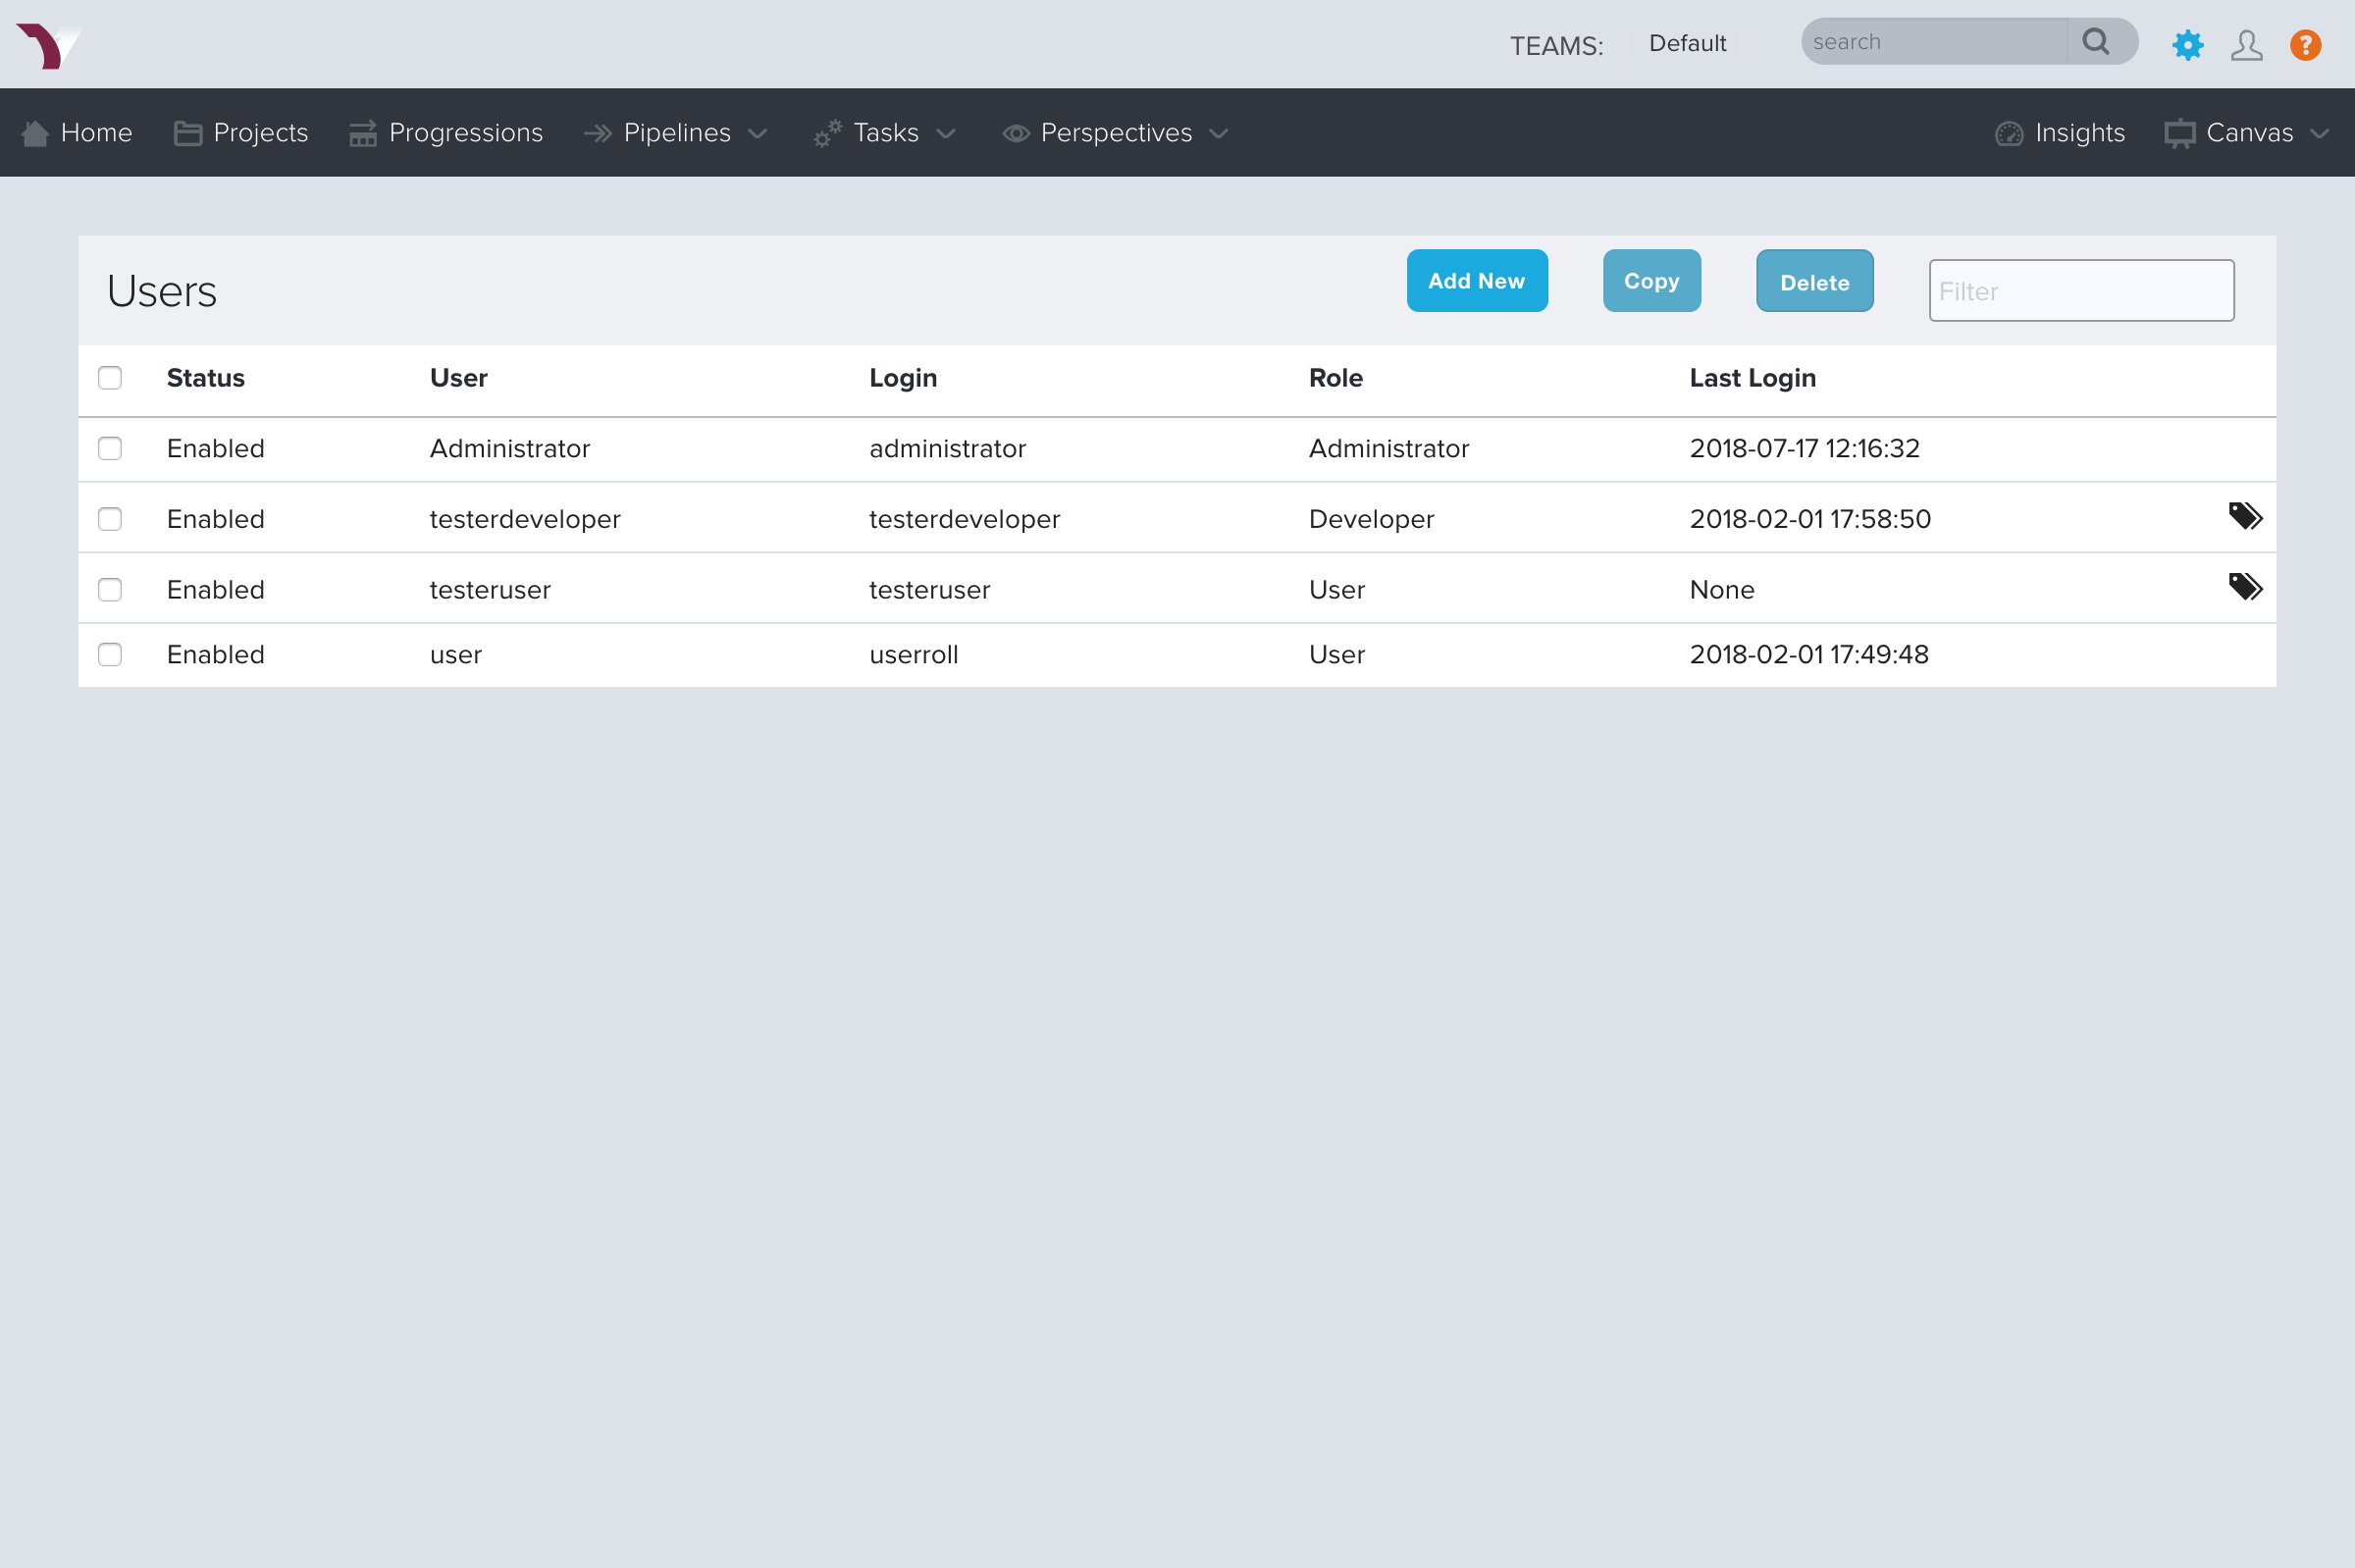 TEAMS: Default search ?
Home Projects Progressions Pipelines Tasks Perspectives Insights Canvas
Users Add New Copy Delete Filter
Status User Login Role Last Login
Enabled Administrator administrator Administrator 2018-07-17 12:16:32
Enabled testerdeveloper testerdeveloper Developer 2018-02-01 17:58:50
Enabled testeruser testeruser User None
Enabled user userroll User 2018-02-01 17:49:48